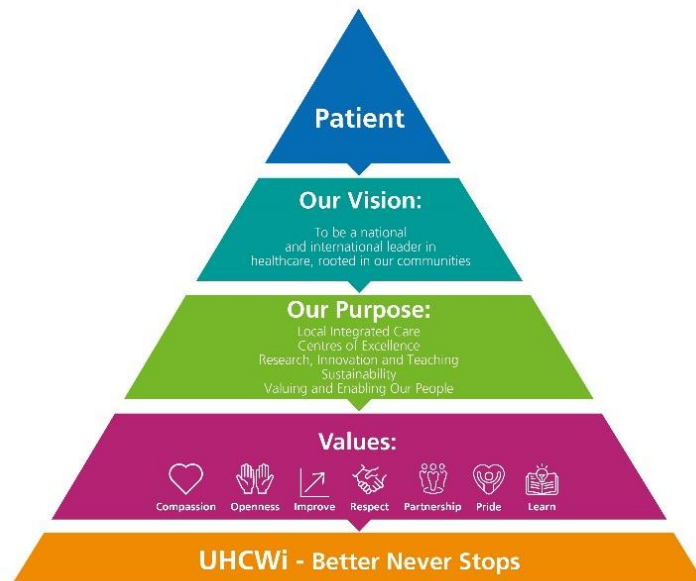 Patient
Our Vision:
To be a national
and international leader in
healthcare, rooted in our communities
Our Purpose:
Local Integrated Care
Centres of Excellence
Research, Innovation and Teaching
Sustainability
Valuing and Enabling Our People
Values:
Compassion Openness Improve Respect Partnership Pride Learn
UHCWi - Better Never Stops